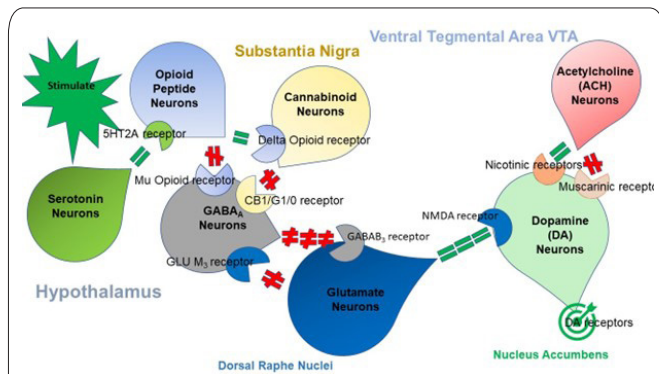 Ventral Tegmental Area VTA
Substantia Nigra
Stimulate
Opioid
Peptide
Neurons
Cannabinoid
Neurons
Acetylcholine
(ACH)
Neurons
5HT2A receptor
Delta Opioid receptor
Mu Opioid receptor
Nicotinic receptors
Muscarinic receptor
CB1/G1/0 receptor
Serotonin
Neurons
GABAA
Neurons
NMDA receptor
GABAB3 receptor
Dopamine
(DA)
Neurons
GLU M3 receptor
Hypothalamus
Glutamate
Neurons
DA receptors
Nucleus Accumbens
Dorsal Raphe Nuclei